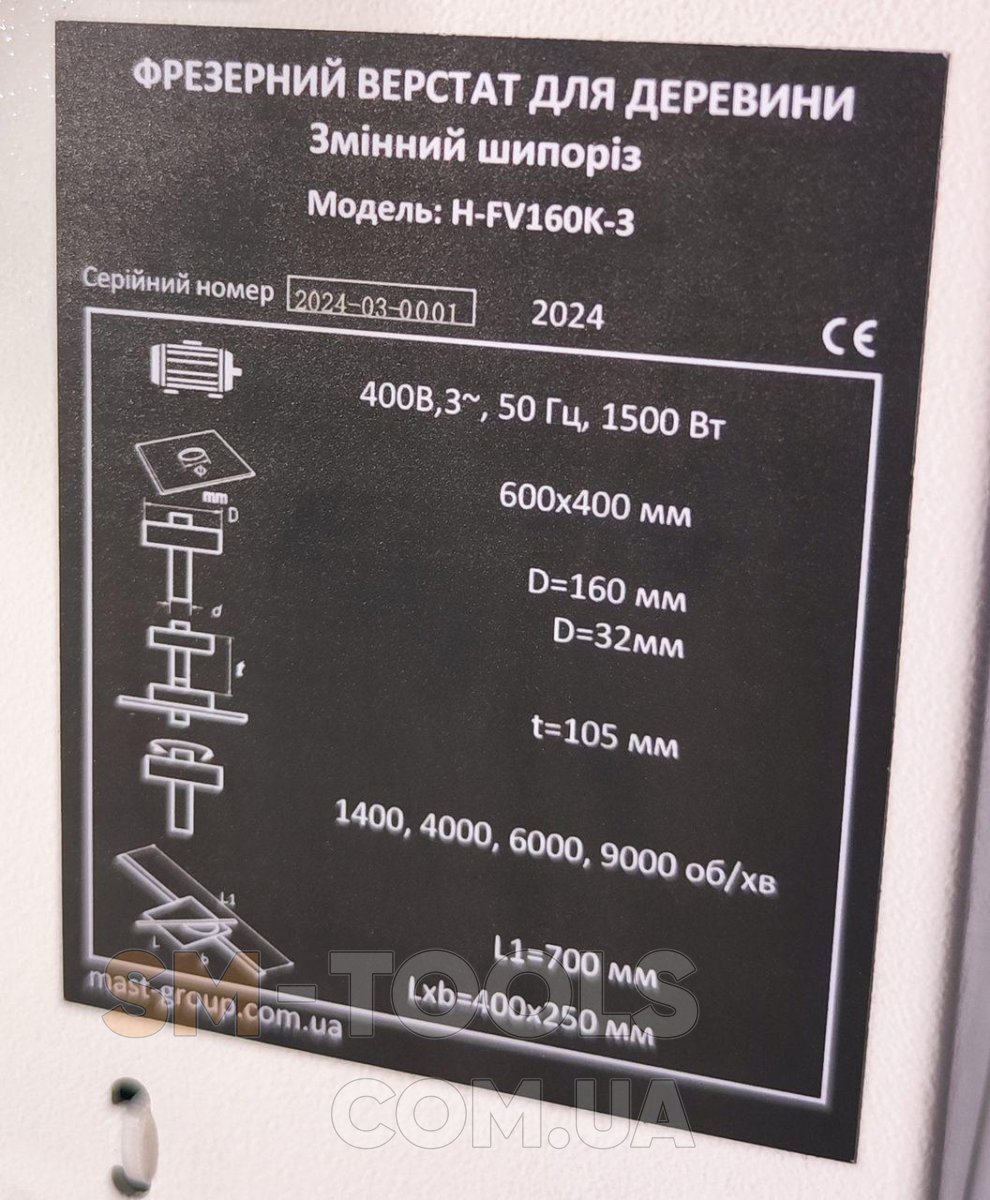 ФРЕЗЕРНИЙ ВЕРСТАТ ДЛЯ ДЕРЕВИНИ
Змінний шипоріз
Модель: H-FV160K-3
Серійний номер 2024-03-0001 2024 CE
400В,3~, 50 Гц, 1500 Вт
600x400 мм
mm
D
D=160 мм
d
D=32мм
t
t=105 мм
1400, 4000, 6000, 9000 об/хв
L1
L b
L1=700 мм
Lxb=400x250 мм
mast-group.com.ua
SM-TOOLS
COM.UA